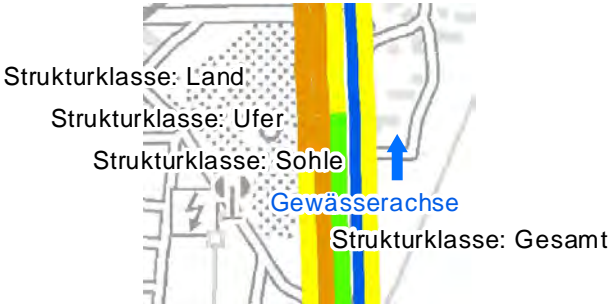 Strukturklasse: Land
Strukturklasse: Ufer
Strukturklasse: Sohle
Gewässerachse
Strukturklasse: Gesamt